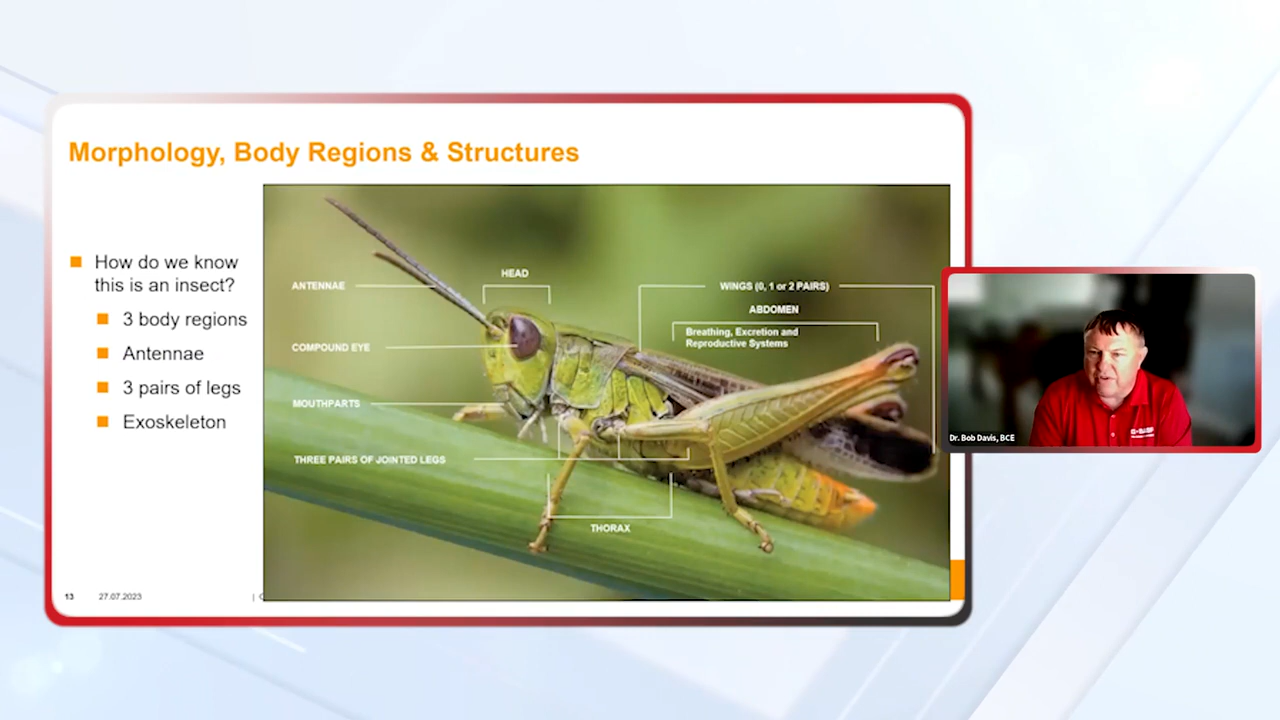 Morphology, Body Regions & Structures
How do we know
this is an insect?
3 body regions
Antennae
3 pairs of legs
Exoskeleton
HEAD
ANTENNAE
WINGS (0, 1 or 2 PAIRS)
ABDOMEN
Breathing, Excretion and
Reproductive Systems
COMPOUND EYE
MOUTHPARTS
THREE PAIRS OF JOINTED LEGS
THORAX
13 27.07.2023 |
Dr. Bob Davis, BCE